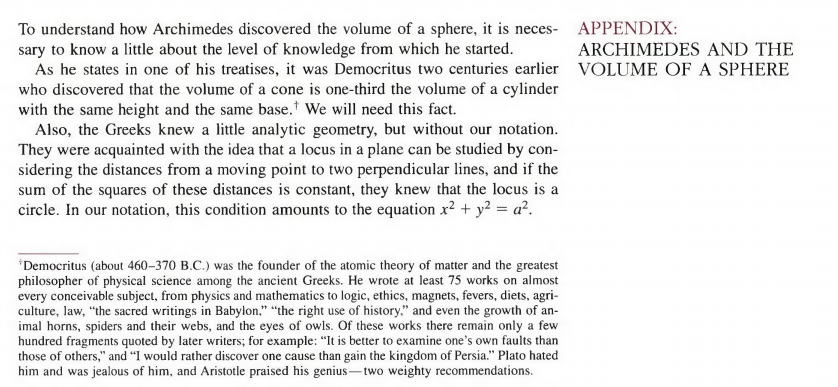 To understand how Archimedes discovered the volume of a sphere, it is neces-
sary to know a little about the level of knowledge from which he started.
As he states in one of his treatises, it was Democritus two centuries earlier
who discovered that the volume of a cone is one-third the volume of a cylinder
with the same height and the same base.† We will need this fact.
Also, the Greeks knew a little analytic geometry, but without our notation.
They were acquainted with the idea that a locus in a plane can be studied by con-
sidering the distances from a moving point to two perpendicular lines, and if the
sum of the squares of these distances is constant, they knew that the locus is a
circle. In our notation, this condition amounts to the equation x² + y² = a².
APPENDIX:
ARCHIMEDES AND THE
VOLUME OF A SPHERE
†Democritus (about 460–370 B.C.) was the founder of the atomic theory of matter and the greatest
philosopher of physical science among the ancient Greeks. He wrote at least 75 works on almost
every conceivable subject, from physics and mathematics to logic, ethics, magnets, fevers, diets, agri-
culture, law, “the sacred writings in Babylon,” “the right use of history,” and even the growth of an-
imal horns, spiders and their webs, and the eyes of owls. Of these works there remain only a few
hundred fragments quoted by later writers; for example: “It is better to examine one's own faults than
those of others,” and “I would rather discover one cause than gain the kingdom of Persia.” Plato hated
him and was jealous of him, and Aristotle praised his genius—two weighty recommendations.